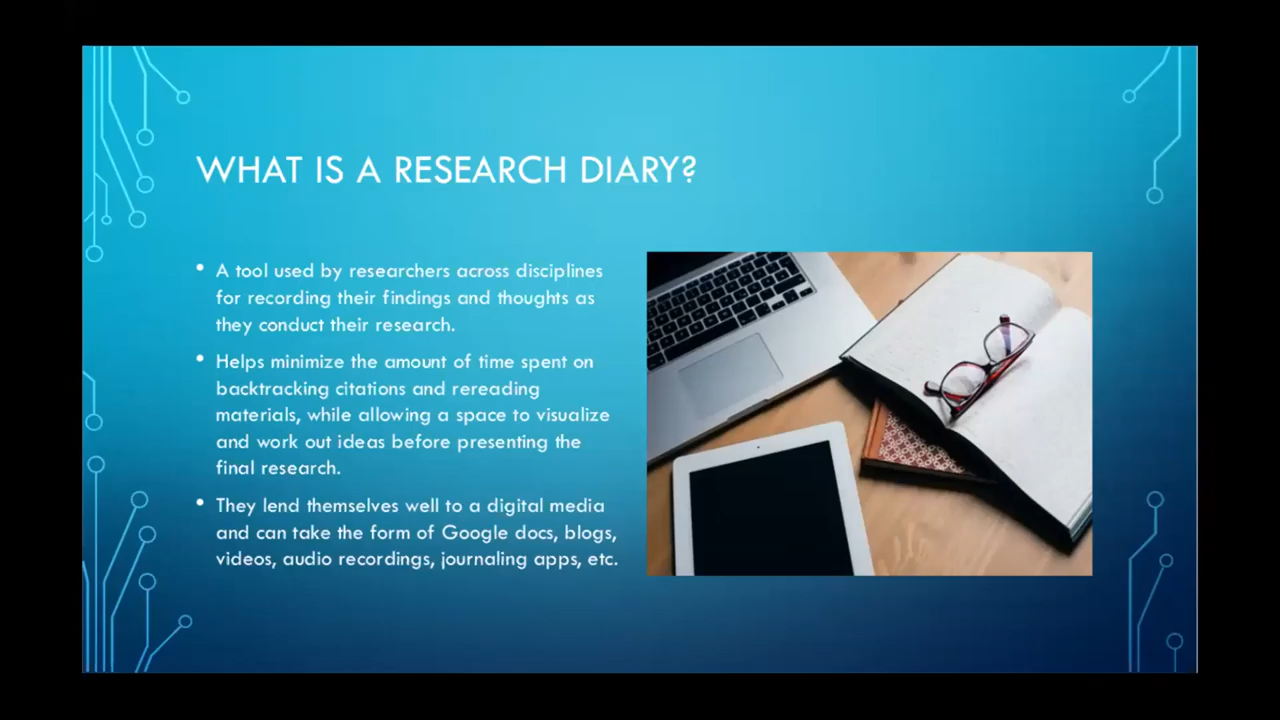 WHAT IS A RESEARCH DIARY?
• A tool used by researchers across disciplines
for recording their findings and thoughts as
they conduct their research.
• Helps minimize the amount of time spent on
backtracking citations and rereading
materials, while allowing a space to visualize
and work out ideas before presenting the
final research.
• They lend themselves well to a digital media
and can take the form of Google docs, blogs,
videos, audio recordings, journaling apps, etc.